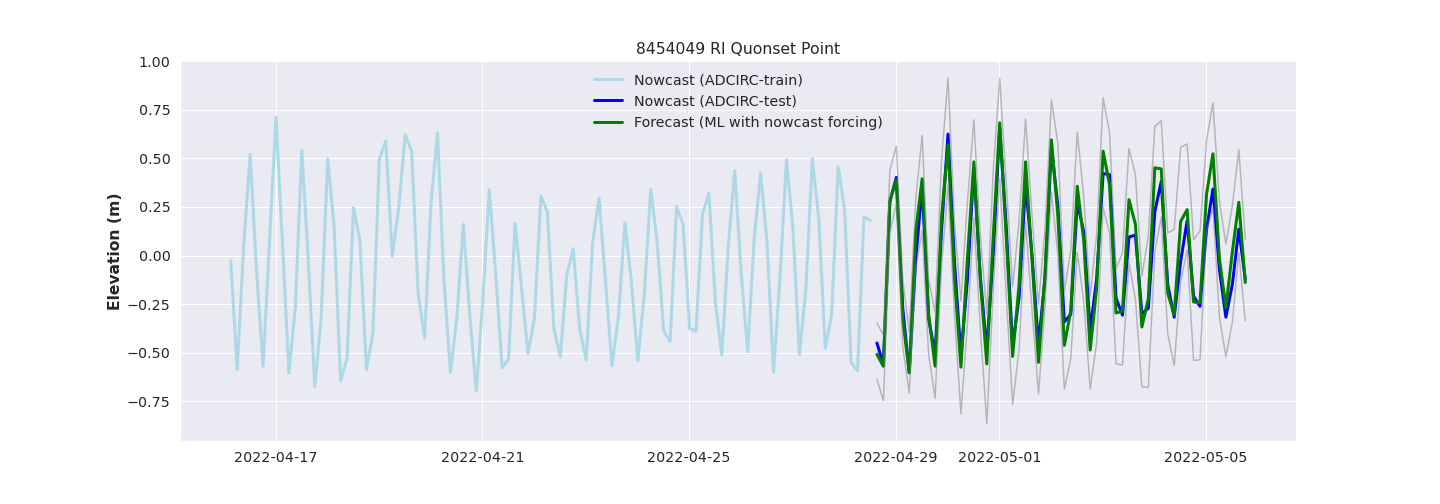 8454049 RI Quonset Point
Nowcast (ADCIRC-train)
Nowcast (ADCIRC-test)
Forecast (ML with nowcast forcing)
Elevation (m)
1.00
0.75
0.50
0.25
0.00
−0.25
−0.50
−0.75
2022-04-17 2022-04-21 2022-04-25 2022-04-29 2022-05-01 2022-05-05